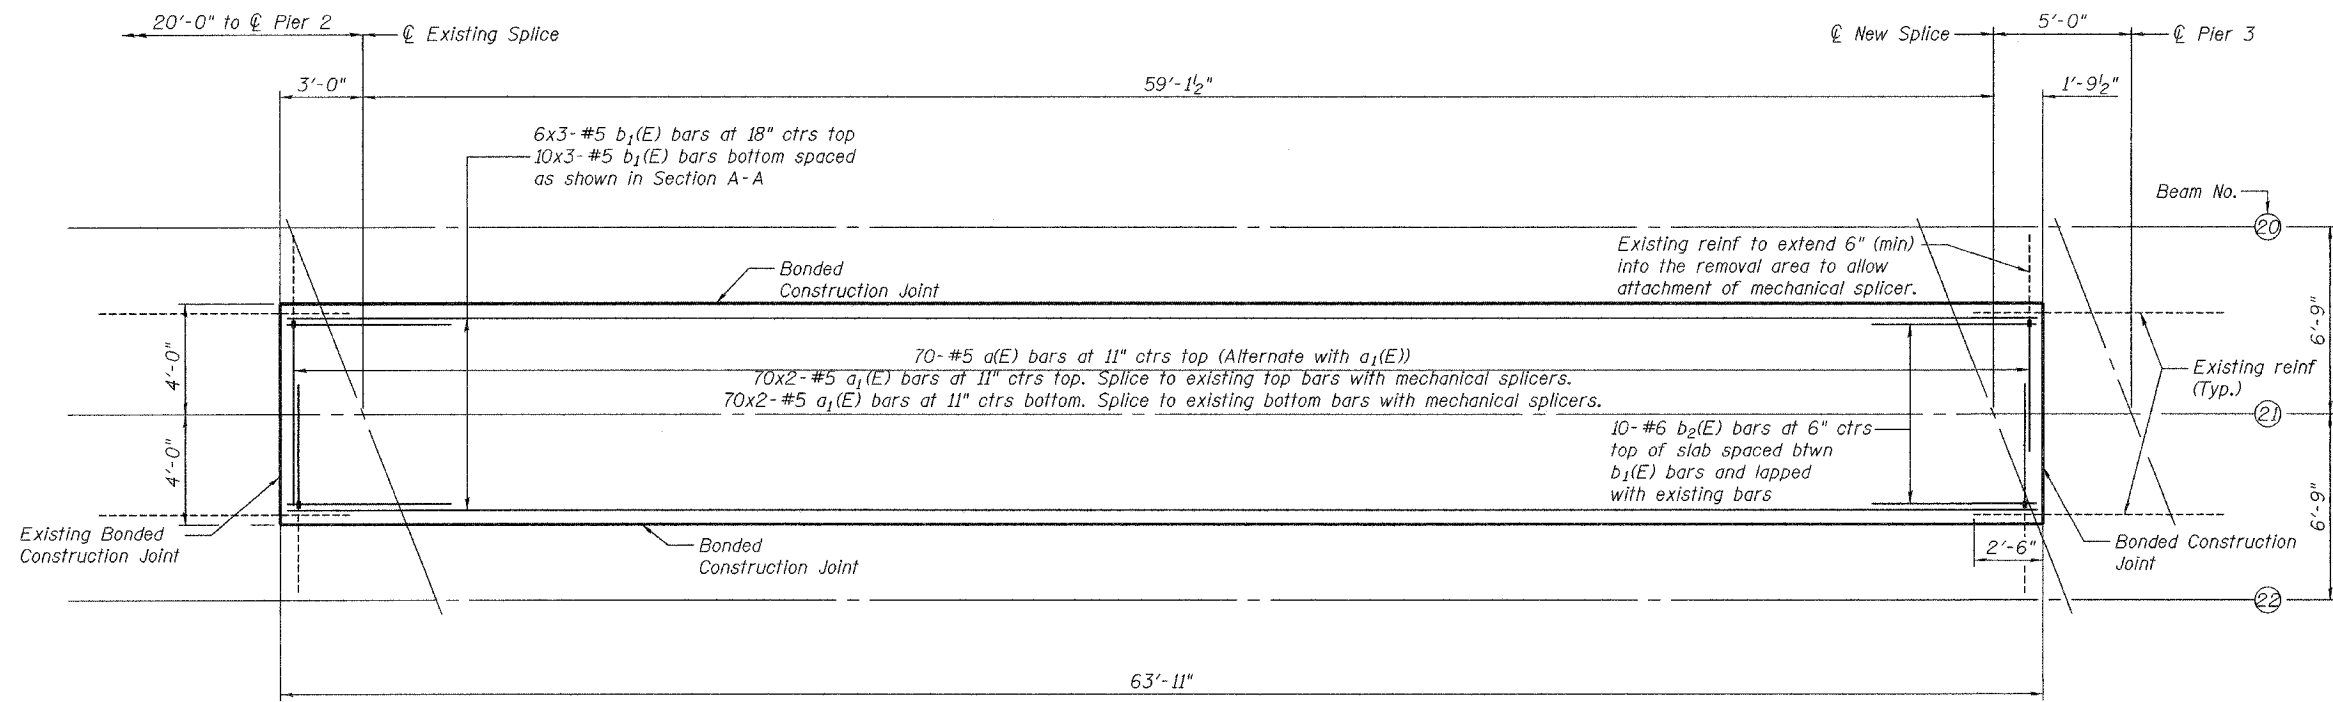 20'-0" to ℄ Pier 2
℄ Existing Splice
℄ New Splice
5'-0"
℄ Pier 3
3'-0"
59'-1½"
1'-9½"
6x3-#5 b₁(E) bars at 18" ctrs top
10x3-#5 b₁(E) bars bottom spaced
as shown in Section A-A
Beam No.
20
Existing reinf to extend 6" (min)
into the removal area to allow
attachment of mechanical splicer.
Bonded
Construction Joint
4'-0"
4'-0"
6'-9"
6'-9"
70-#5 a(E) bars at 11" ctrs top (Alternate with a₁(E))
70x2-#5 a₁(E) bars at 11" ctrs top. Splice to existing top bars with mechanical splicers.
70x2-#5 a₁(E) bars at 11" ctrs bottom. Splice to existing bottom bars with mechanical splicers.
Existing reinf
(Typ.)
21
10-#6 b₂(E) bars at 6" ctrs
top of slab spaced btwn
b₁(E) bars and lapped
with existing bars
Existing Bonded
Construction Joint
Bonded
Construction Joint
2'-6"
Bonded Construction
Joint
22
63'-11"